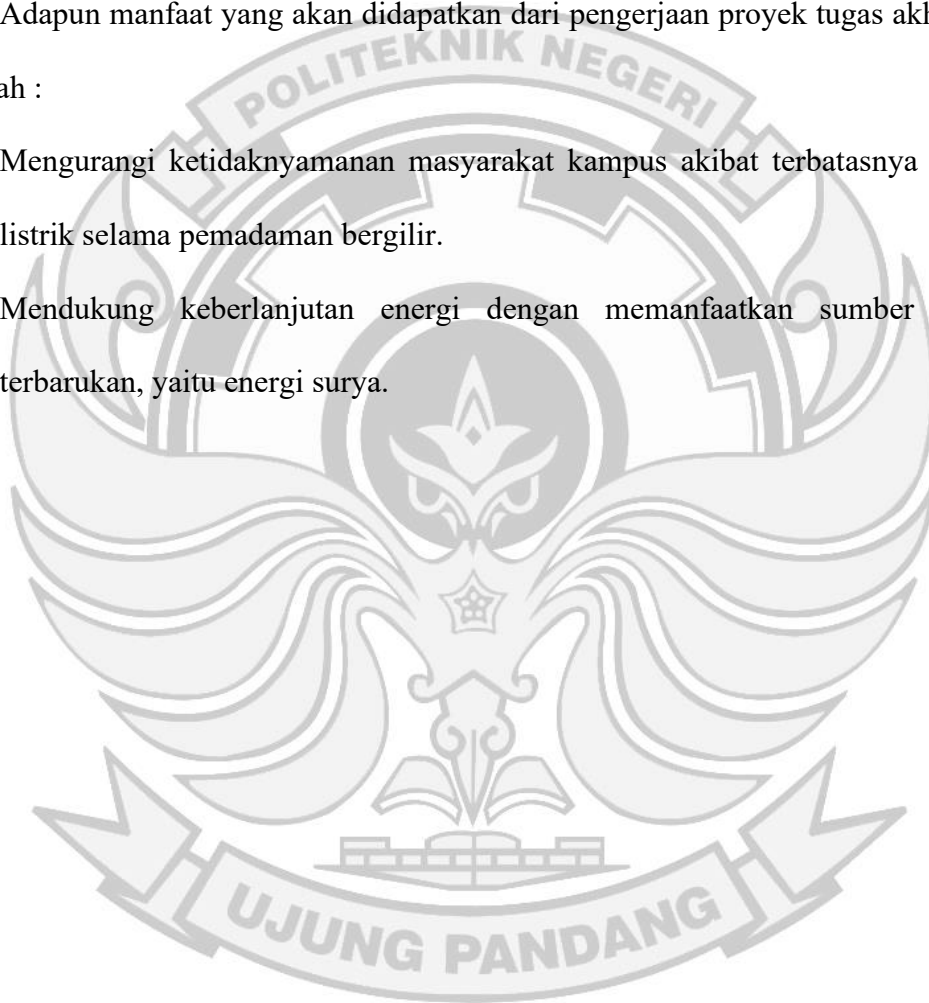 Adapun manfaat yang akan didapatkan dari pengerjaan proyek tugas
ah :
POLITEKNIK NEGERI
Mengurangi ketidaknyamanan masyarakat kampus akibat terbatasnya
listrik selama pemadaman bergilir.
Mendukung keberlanjutan energi dengan memanfaatkan sumber
terbarukan, yaitu energi surya.
UJUNG PANDANG